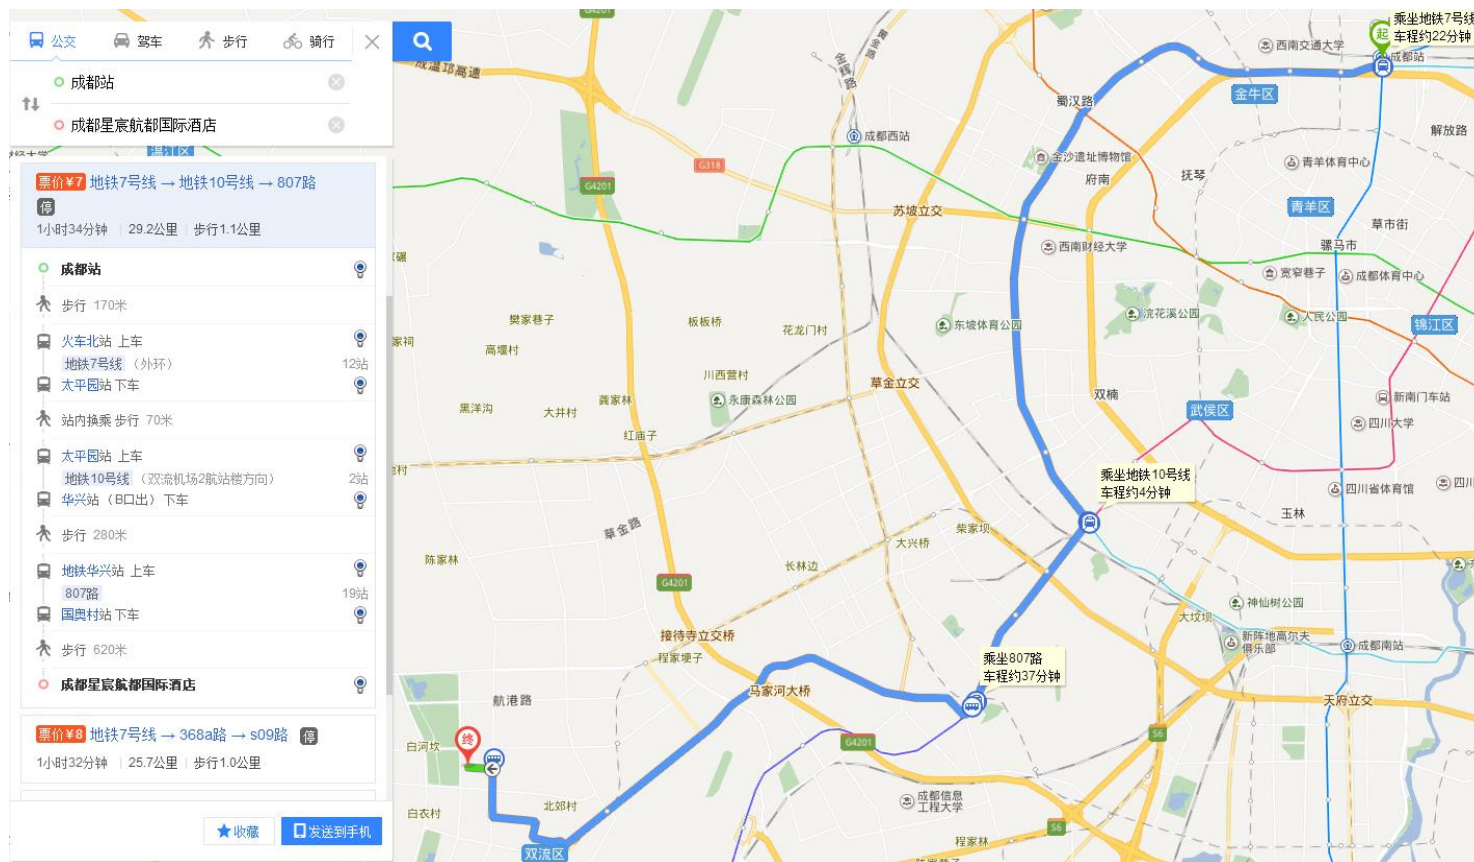 公交
驾车
步行
骑行
成都站
成都星宸航都国际酒店
温江区
票价¥7 地铁7号线 → 地铁10号线 → 807路
停
1小时34分钟 29.2公里 步行1.1公里
成都站
步行 170米
火车北站 上车
地铁7号线 (外环) 12站
太平园站 下车
站内换乘 步行 70米
太平园站 上车
地铁10号线 (双流机场2航站楼方向) 2站
华兴站 (B口出) 下车
步行 280米
地铁华兴站 上车
807路 19站
国奥村站 下车
步行 620米
成都星宸航都国际酒店
票价¥8 地铁7号线 → 368a路 → s09路 停
1小时32分钟 25.7公里 步行1.0公里
收藏
发送到手机
G4201
乘坐地铁7号线
车程约22分钟
起
西南交通大学
成都站
成温邛高速
金辉路
黄金路
蜀汉路
金牛区
成都西站
解放路
G318
金沙遗址博物馆
青羊体育中心
府南
抚琴
G4201
苏坡立交
青羊区
草市街
西南财经大学
骡马市
宽窄巷子
成都体育中心
樊家巷子
板板桥
花龙门村
东坡体育公园
浣花溪公园
人民公园
锦江区
高堰村
川西营村
草金立交
双楠
龚家林
永康森林公园
武侯区
新南门车站
黑洋沟
大井村
四川大学
红庙子
乘坐地铁10号线
车程约4分钟
四川省体育馆
四川
玉林
草金路
柴家坝
大兴桥
陈家林
长林边
G4201
神仙树公园
大坟坝
接待寺立交桥
新阵地高尔夫
俱乐部
成都南站
程家埂子
乘坐807路
车程约37分钟
航港路
马家河大桥
天府立交
白河坎
终
G4201
S6
北郊村
白衣村
成都信息
工程大学
S6
程家林
双流区